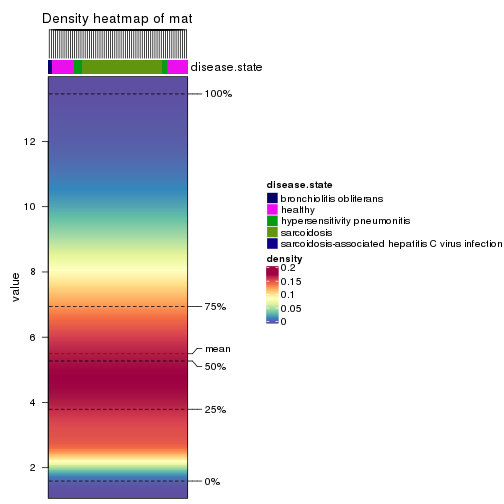 Density heatmap of mat
disease.state
100%
12
10
8
75%
value
6
mean
50%
4
25%
2
0%
disease.state
bronchiolitis obliterans
healthy
hypersensitivity pneumonitis
sarcoidosis
sarcoidosis-associated hepatitis C virus infection
density
0.2
0.15
0.1
0.05
0